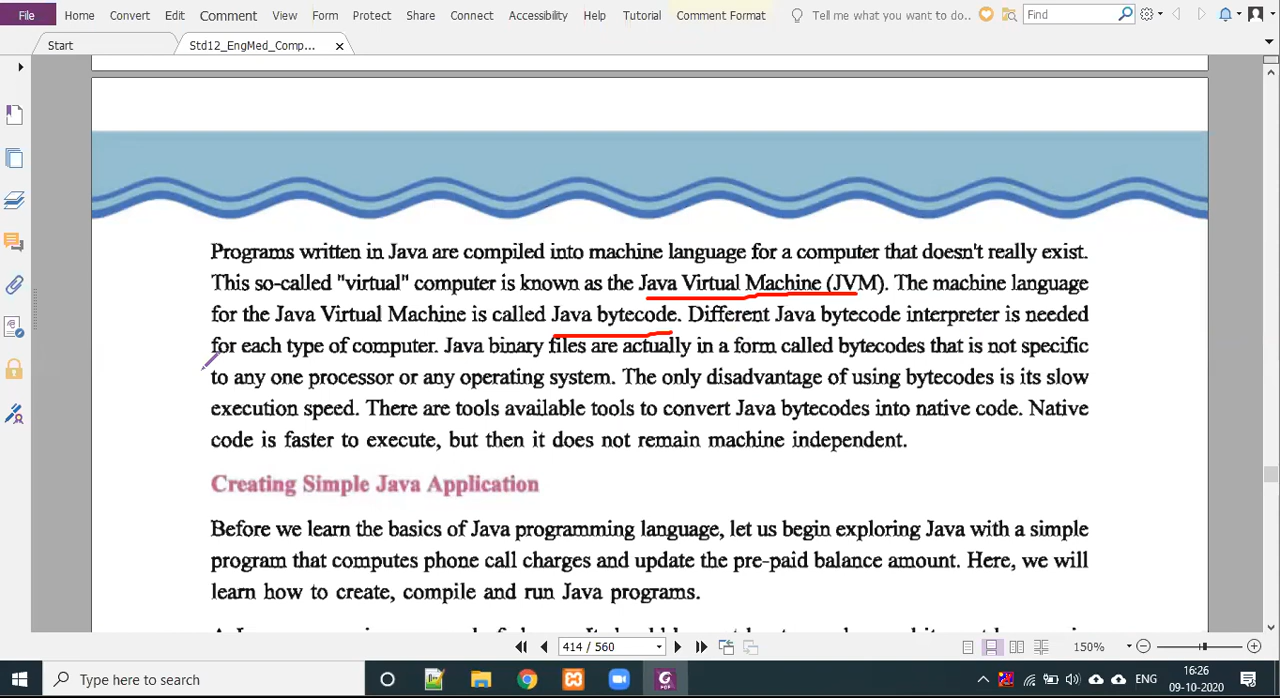 File Home Convert Edit Comment View Form Protect Share Connect Accessibility Help Tutorial Comment Format Tell me what you want to do.. Find
Start Std12_EngMed_Comp...
Programs written in Java are compiled into machine language for a computer that doesn't really exist.
This so-called "virtual" computer is known as the Java Virtual Machine (JVM). The machine language
for the Java Virtual Machine is called Java bytecode. Different Java bytecode interpreter is needed
for each type of computer. Java binary files are actually in a form called bytecodes that is not specific
to any one processor or any operating system. The only disadvantage of using bytecodes is its slow
execution speed. There are tools available tools to convert Java bytecodes into native code. Native
code is faster to execute, but then it does not remain machine independent.
Creating Simple Java Application
Before we learn the basics of Java programming language, let us begin exploring Java with a simple
program that computes phone call charges and update the pre-paid balance amount. Here, we will
learn how to create, compile and run Java programs.
414 / 560 150%
Type here to search ENG 16:26
09-10-2020